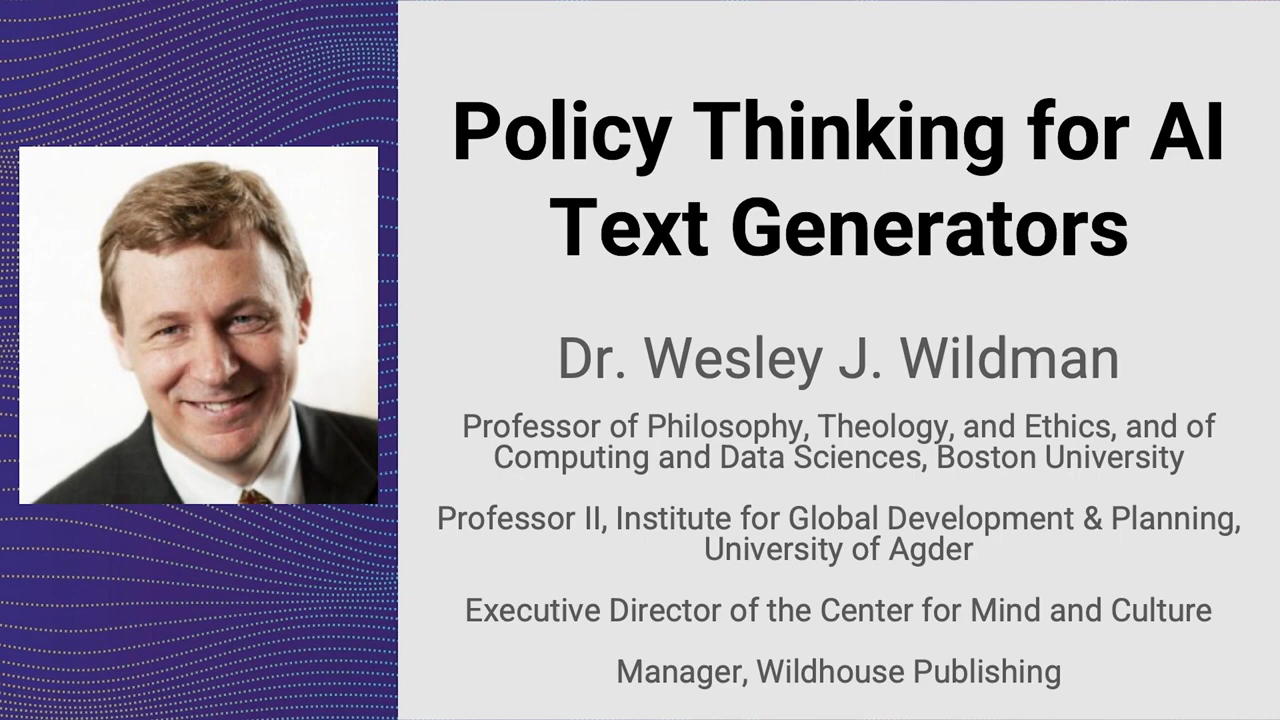 Policy Thinking for AI
Text Generators
Dr. Wesley J. Wildman
Professor of Philosophy, Theology, and Ethics, and of
Computing and Data Sciences, Boston University
Professor II, Institute for Global Development & Planning,
University of Agder
Executive Director of the Center for Mind and Culture
Manager, Wildhouse Publishing